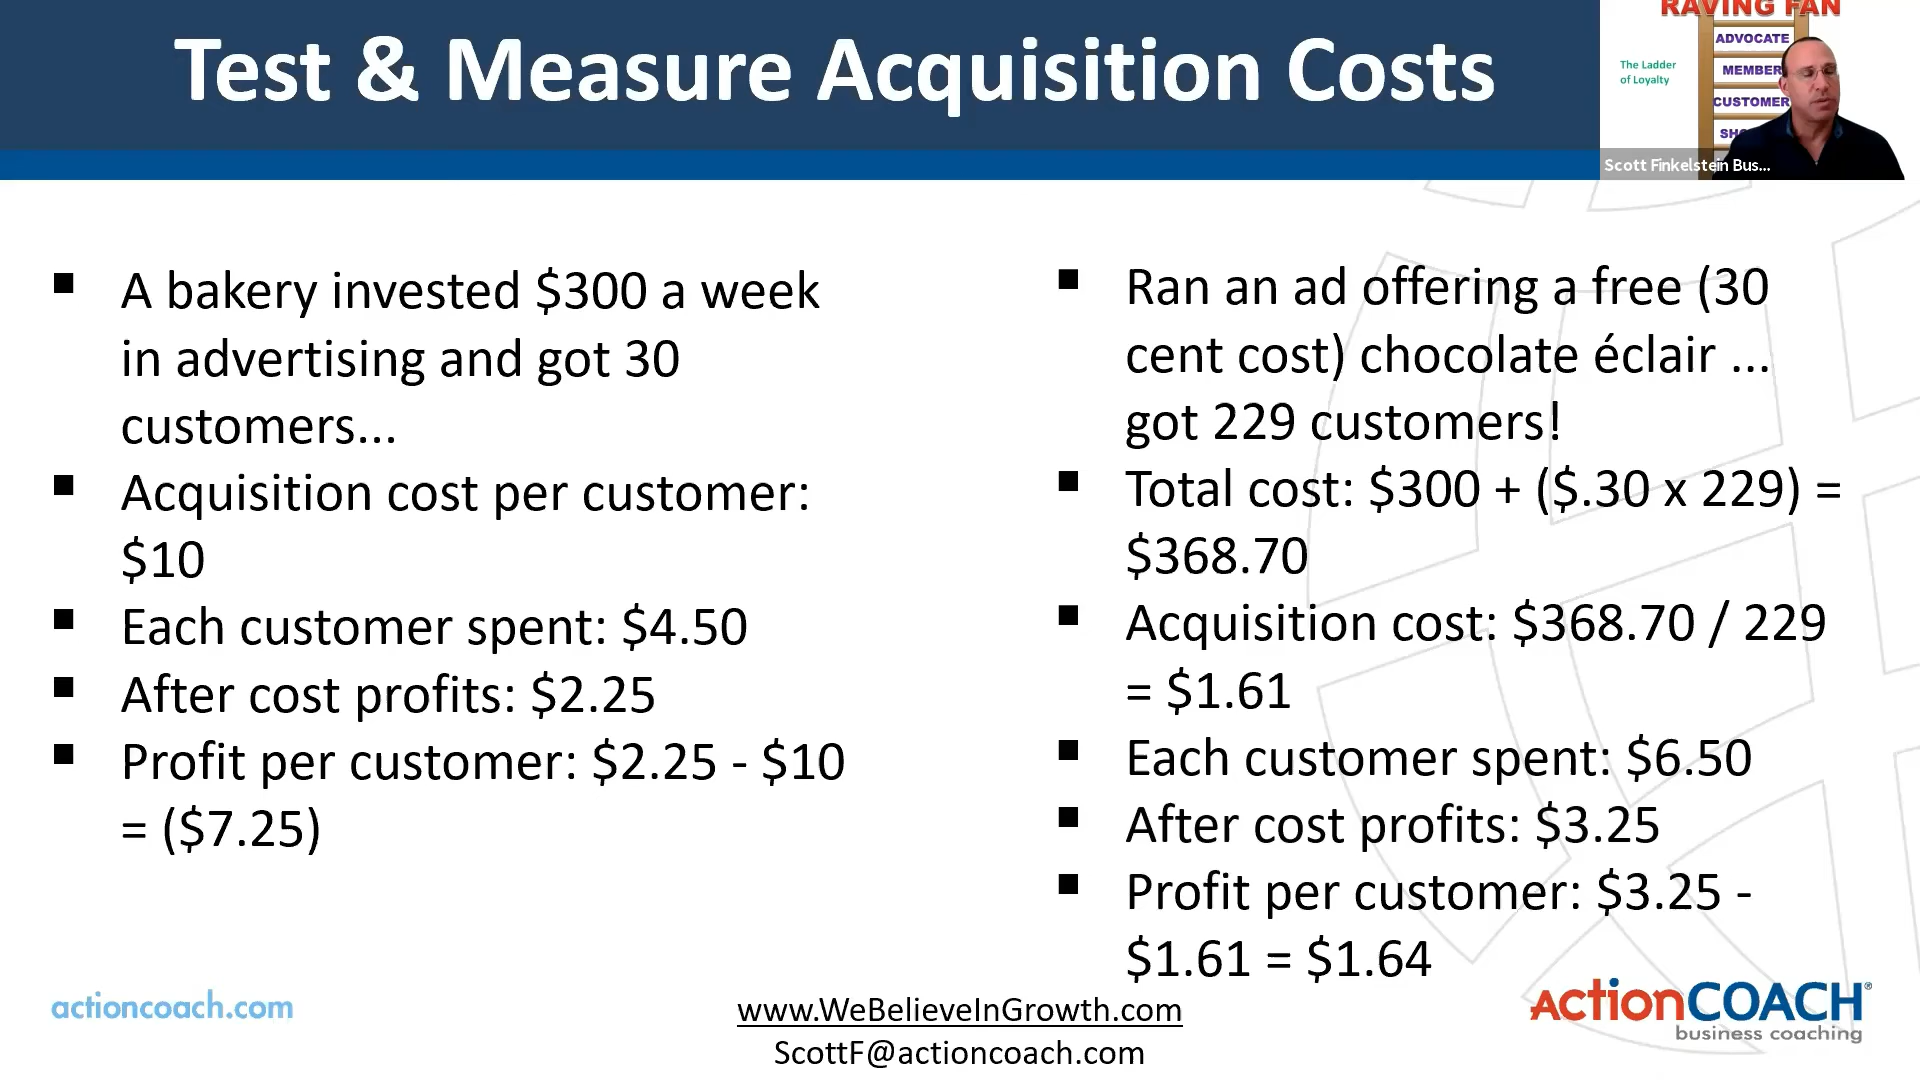 Test & Measure Acquisition Costs
RAVING FAN
ADVOCATE
The Ladder
of Loyalty
MEMBER
CUSTOMER
Scott Finkelstein Bus...
■ A bakery invested $300 a week
in advertising and got 30
customers...
■ Acquisition cost per customer:
$10
■ Each customer spent: $4.50
■ After cost profits: $2.25
■ Profit per customer: $2.25 - $10
= ($7.25)
■ Ran an ad offering a free (30
cent cost) chocolate éclair ...
got 229 customers!
■ Total cost: $300 + ($.30 x 229) =
$368.70
■ Acquisition cost: $368.70 / 229
= $1.61
■ Each customer spent: $6.50
■ After cost profits: $3.25
■ Profit per customer: $3.25 -
$1.61 = $1.64
actioncoach.com
www.WeBelieveInGrowth.com
ScottF@actioncoach.com
ActionCOACH®
business coaching